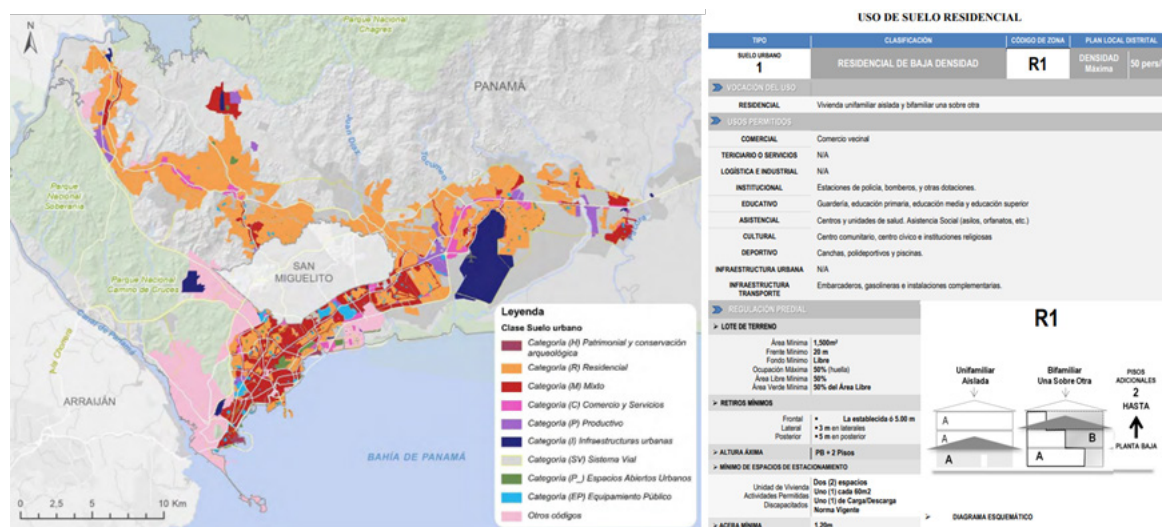 N
Parque Nacional
Chagres
PANAMÁ
Juan Díaz
Tocumen
Parque
Nacional
Soberanía
SAN
MIGUELITO
Parque Nacional
Camino de Cruces
Canal de Panamá
ARRAIJÁN
BAHÍA DE PANAMÁ
0 2.5 5 10 Km
Leyenda
Clase Suelo urbano
Categoría (H) Patrimonial y conservación
arqueológica
Categoría (R) Residencial
Categoría (M) Mixto
Categoría (C) Comercio y Servicios
Categoría (P) Productivo
Categoría (I) Infraestructuras urbanas
Categoría (SV) Sistema Vial
Categoría (P_) Espacios Abiertos Urbanos
Categoría (EP) Equipamiento Público
Otros códigos
USO DE SUELO RESIDENCIAL
TIPO CLASIFICACIÓN CÓDIGO DE ZONA PLAN LOCAL DISTRITAL
SUELO URBANO
1 RESIDENCIAL DE BAJA DENSIDAD R1 DENSIDAD
Máxima 50 pers/
VOCACIÓN DEL USO
RESIDENCIAL Vivienda unifamiliar aislada y bifamiliar una sobre otra
USOS PERMITIDOS
COMERCIAL Comercio vecinal
TERICIARIO O SERVICIOS N/A
LOGÍSTICA E INDUSTRIAL N/A
INSTITUCIONAL Estaciones de policía, bomberos, y otras dotaciones.
EDUCATIVO Guardería, educación primaria, educación media y educación superior
ASISTENCIAL Centros y unidades de salud. Asistencia Social (asilos, orfanatos, etc.)
CULTURAL Centro comunitario, centro cívico e instituciones religiosas
DEPORTIVO Canchas, polideportivos y piscinas.
INFRAESTRUCTURA URBANA N/A
INFRAESTRUCTURA
TRANSPORTE Embarcaderos, gasolineras e instalaciones complementarias.
REGULACIÓN PREDIAL
LOTE DE TERRENO
Área Mínima 1,500m²
Frente Mínimo 20 m
Fondo Mínimo Libre
Ocupación Máxima 50% (huella)
Área Libre Mínima 50%
Área Verde Mínima 50% del Área Libre
RETIROS MÍNIMOS
Frontal La establecida ó 5.00 m
Lateral 3 m en laterales
Posterior 5 m en posterior
ALTURA ÁXIMA PB + 2 Pisos
MÍNIMO DE ESPACIOS DE ESTACIONAMIENTO
Unidad de Vivienda Dos (2) espacios
Actividades Permitidas Uno (1) cada 60m2
Uno (1) de Carga/Descarga
Discapacitados Norma Vigente
ACERA MÍNIMA 1.20m
R1
Unifamiliar
Aislada
Bifamiliar
Una Sobre Otra
PISOS
ADICIONALES
2
HASTA
PLANTA BAJA
A
A
A
B
A
DIAGRAMA ESQUEMÁTICO